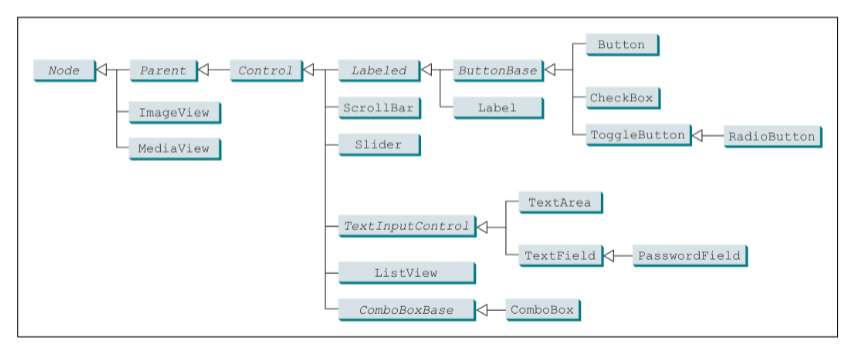 Button
Node Parent Control Labeled ButtonBase
ImageView ScrollBar Label CheckBox
MediaView Slider ToggleButton RadioButton
TextArea
TextInputControl
TextField PasswordField
ListView
ComboBoxBase ComboBox